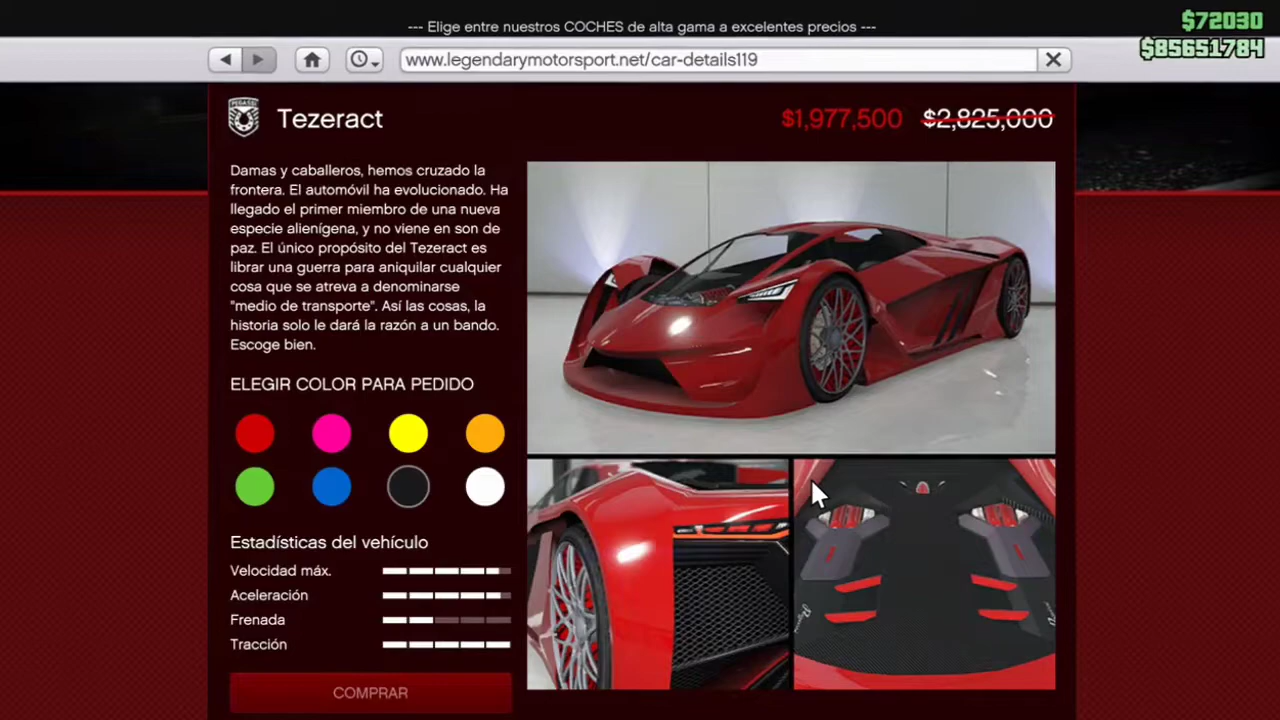 --- Elige entre nuestros COCHES de alta gama a excelentes precios ---
$72030
$85651784
www.legendarymotorsport.net/car-details119
PEGASSI
Tezeract
$1,977,500 $2,825,000
Damas y caballeros, hemos cruzado la
frontera. El automóvil ha evolucionado. Ha
llegado el primer miembro de una nueva
especie alienígena, y no viene en son de
paz. El único propósito del Tezeract es
librar una guerra para aniquilar cualquier
cosa que se atreva a denominarse
"medio de transporte". Así las cosas, la
historia solo le dará la razón a un bando.
Escoge bien.
ELEGIR COLOR PARA PEDIDO
Estadísticas del vehículo
Velocidad máx.
Aceleración
Frenada
Tracción
COMPRAR